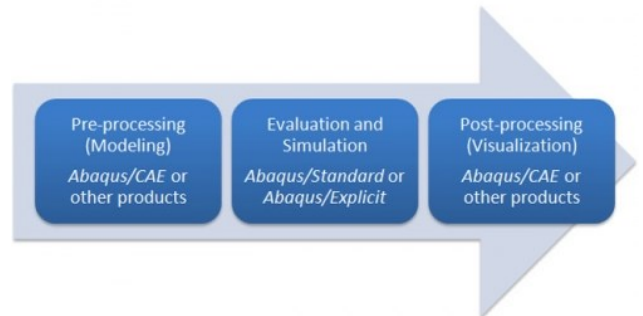 Pre-processing
(Modeling)
Abaqus/CAE or
other products
Evaluation and
Simulation
Abaqus/Standard or
Abaqus/Explicit
Post-processing
(Visualization)
Abaqus/CAE or
other products